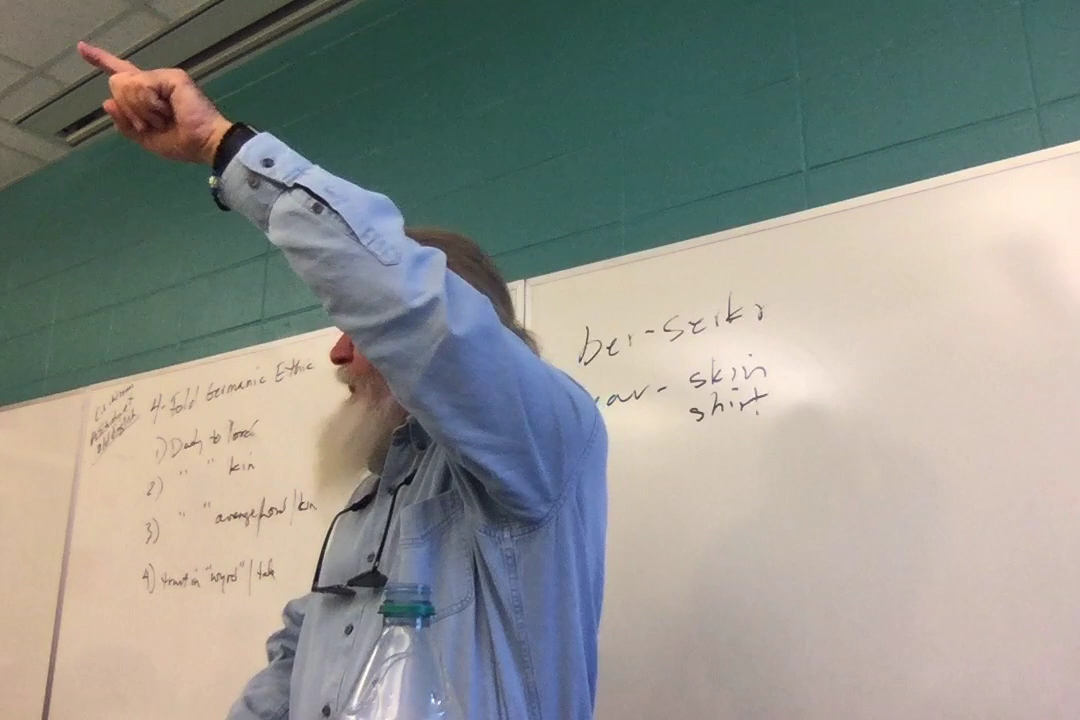 4-Fold Germanic Ethic
1) Duty to lord
2) " " kin
3) " " avenge lord/kin
4) trust in "wyrd"/
ber-serkr
ar-skin
shirt